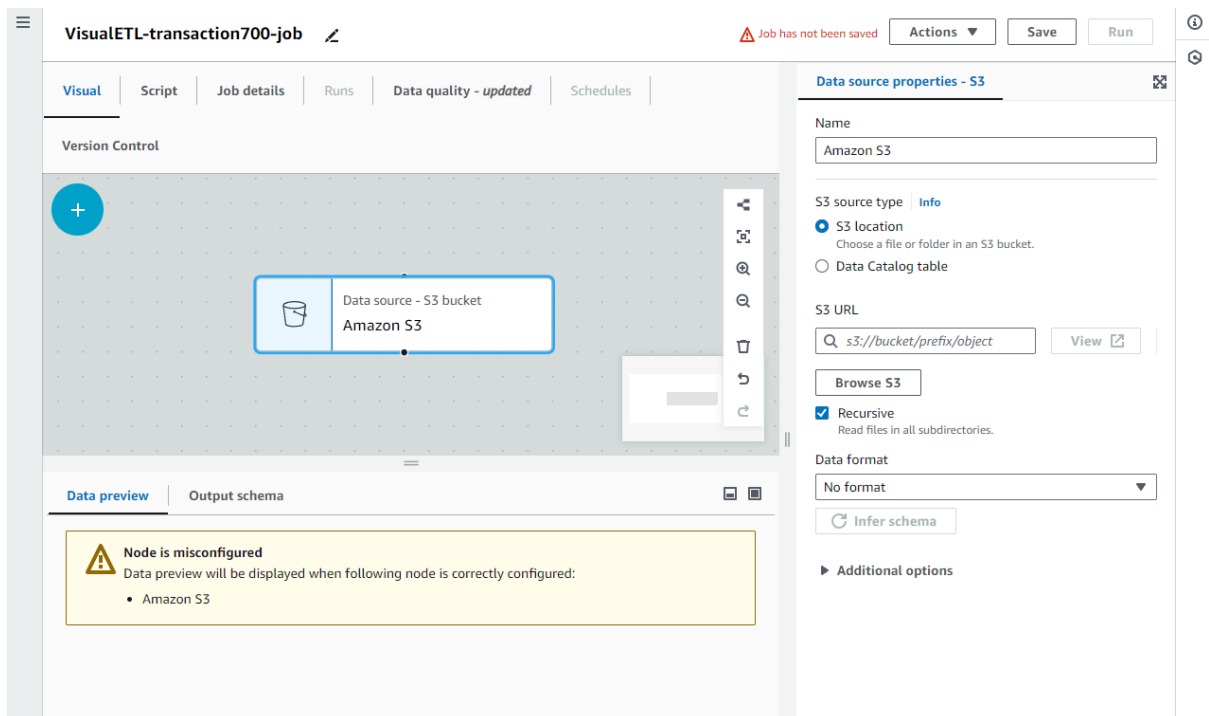 VisualETL-transaction700-job
Job has not been saved
Actions
Save
Run
Visual
Script
Job details
Runs
Data quality - updated
Schedules
Version Control
Data source - S3 bucket
Amazon S3
Data preview
Output schema
Node is misconfigured
Data preview will be displayed when following node is correctly configured:
• Amazon S3
Data source properties - S3
Name
Amazon S3
S3 source type
Info
S3 location
Choose a file or folder in an S3 bucket.
Data Catalog table
S3 URL
s3://bucket/prefix/object
View
Browse S3
Recursive
Read files in all subdirectories.
Data format
No format
Infer schema
Additional options